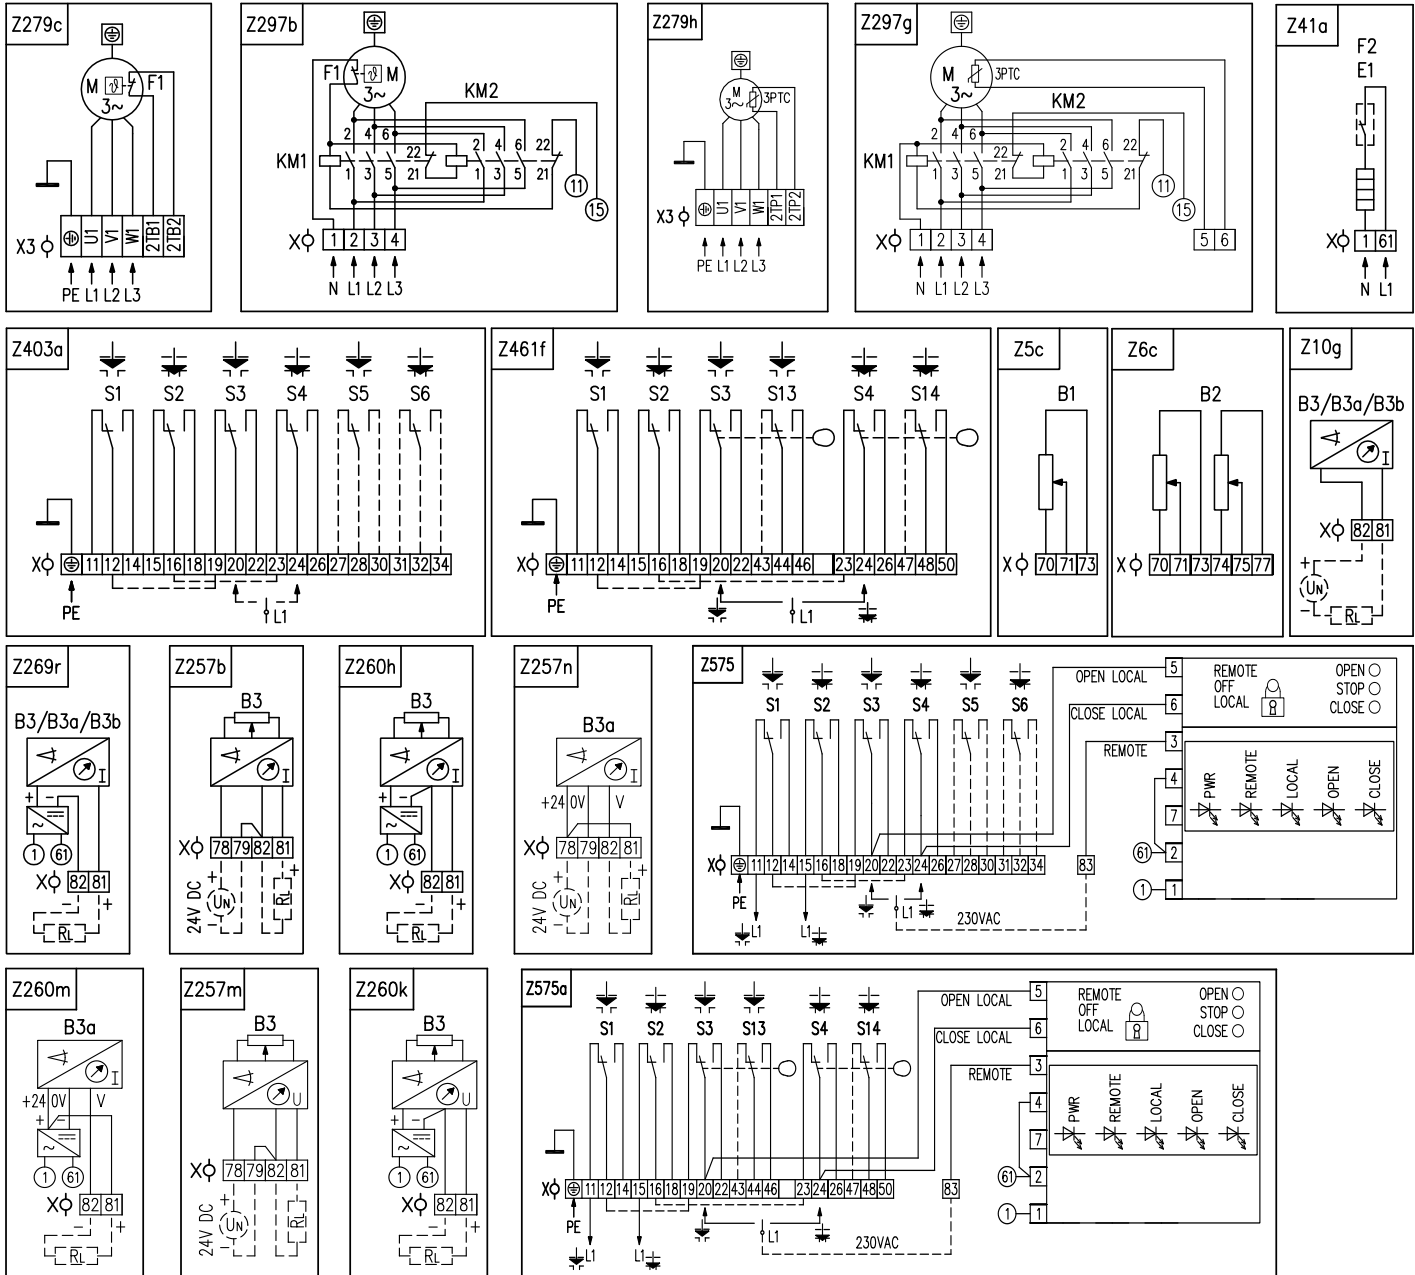 Z279c
M
ϑ
F1
3~
X3 U1 V1 W1 2TB1 2TB2
PE L1 L2 L3
Z297b
F1 ϑ M
3~
KM2
2 4 6 2 4 6 22
KM1 22
1 3 5 21 1 3 5 21
11
15
X 1 2 3 4
N L1 L2 L3
Z279h
M
3~ 3PTC
X3 U1 V1 W1 2TP1 2TP2
PE L1 L2 L3
Z297g
M 3PTC
3~
KM2
2 4 6 2 4 6 22
KM1 22
1 3 5 21 1 3 5 21
11
15
X 1 2 3 4 5 6
N L1 L2 L3
Z41a
F2
E1
X 1 61
N L1
Z403a
S1 S2 S3 S4 S5 S6
X 11 12 14 15 16 18 19 20 22 23 24 26 27 28 30 31 32 34
PE
L1
Z461f
S1 S2 S3 S13 S4 S14
X 11 12 14 15 16 18 19 20 22 43 44 46 23 24 26 47 48 50
PE
L1
Z5c
B1
X 70 71 73
Z6c
B2
X 70 71 73 74 75 77
Z10g
B3/B3a/B3b
I
X 82 81
+
UN
−
RL
Z269r
B3/B3a/B3b
I
+ −
~
1 61
X 82 81
− +
RL
Z257b
B3
I
X 78 79 82 81
24V DC
+ UN −
− RL +
Z260h
B3
I
+ −
~
1 61
X 82 81
− +
RL
Z257n
B3a
I
+24 0V V
X 78 79 82 81
24V DC
+ UN −
− RL +
Z575
S1 S2 S3 S4 S5 S6
X 11 12 14 15 16 18 19 20 22 23 24 26 27 28 30 31 32 34 83
PE
L1 L1 L1
230VAC
OPEN LOCAL 5
CLOSE LOCAL 6
REMOTE 3
4
7
61 2
1 1
REMOTE
OFF
LOCAL
OPEN
STOP
CLOSE
PWR REMOTE LOCAL OPEN CLOSE
Z260m
B3a
I
+24 0V V
+ −
~
1 61
X 82 81
− +
RL
Z257m
B3
U
X 78 79 82 81
24V DC
+ UN −
− RL +
Z260k
B3
U
+ −
~
1 61
X 82 81
− +
RL
Z575a
S1 S2 S3 S13 S4 S14
X 11 12 14 15 16 18 19 20 22 43 44 46 23 24 26 47 48 50 83
PE
L1 L1 L1
230VAC
OPEN LOCAL 5
CLOSE LOCAL 6
REMOTE 3
4
7
61 2
1 1
REMOTE
OFF
LOCAL
OPEN
STOP
CLOSE
PWR REMOTE LOCAL OPEN CLOSE